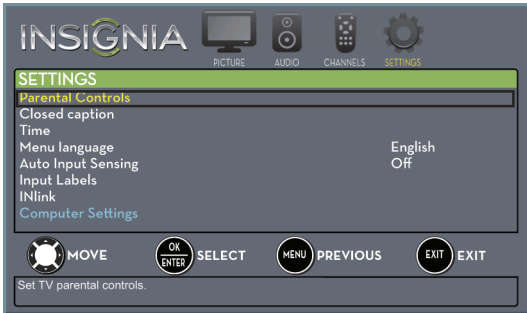 INSIGNIA
PICTURE AUDIO CHANNELS SETTINGS
SETTINGS
Parental Controls
Closed caption
Time
Menu language English
Auto Input Sensing Off
Input Labels
INlink
Computer Settings
MOVE OK ENTER SELECT MENU PREVIOUS EXIT EXIT
Set TV parental controls.